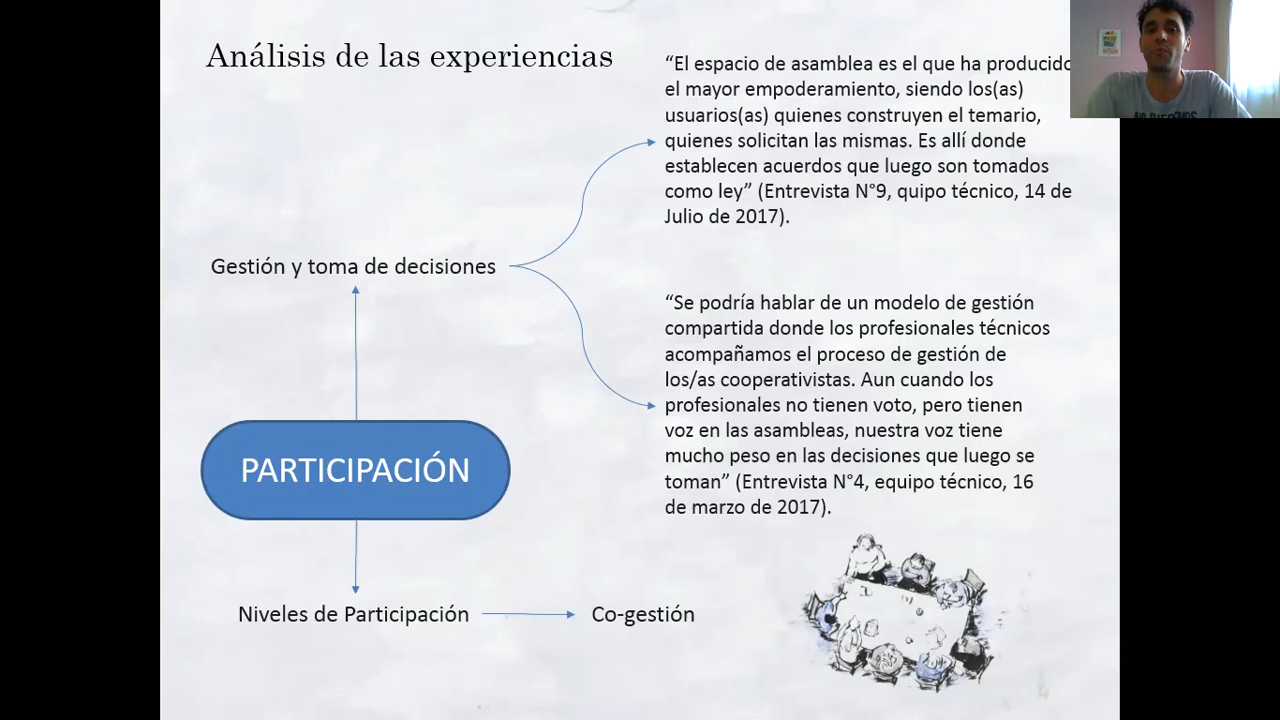 Análisis de las experiencias
“El espacio de asamblea es el que ha producido
el mayor empoderamiento, siendo los(as)
usuarios(as) quienes construyen el temario,
quienes solicitan las mismas. Es allí donde
establecen acuerdos que luego son tomados
como ley” (Entrevista N°9, quipo técnico, 14 de
Julio de 2017).
Gestión y toma de decisiones
“Se podría hablar de un modelo de gestión
compartida donde los profesionales técnicos
acompañamos el proceso de gestión de
los/as cooperativistas. Aun cuando los
profesionales no tienen voto, pero tienen
voz en las asambleas, nuestra voz tiene
mucho peso en las decisiones que luego se
toman” (Entrevista N°4, equipo técnico, 16
de marzo de 2017).
PARTICIPACIÓN
Niveles de Participación
Co-gestión